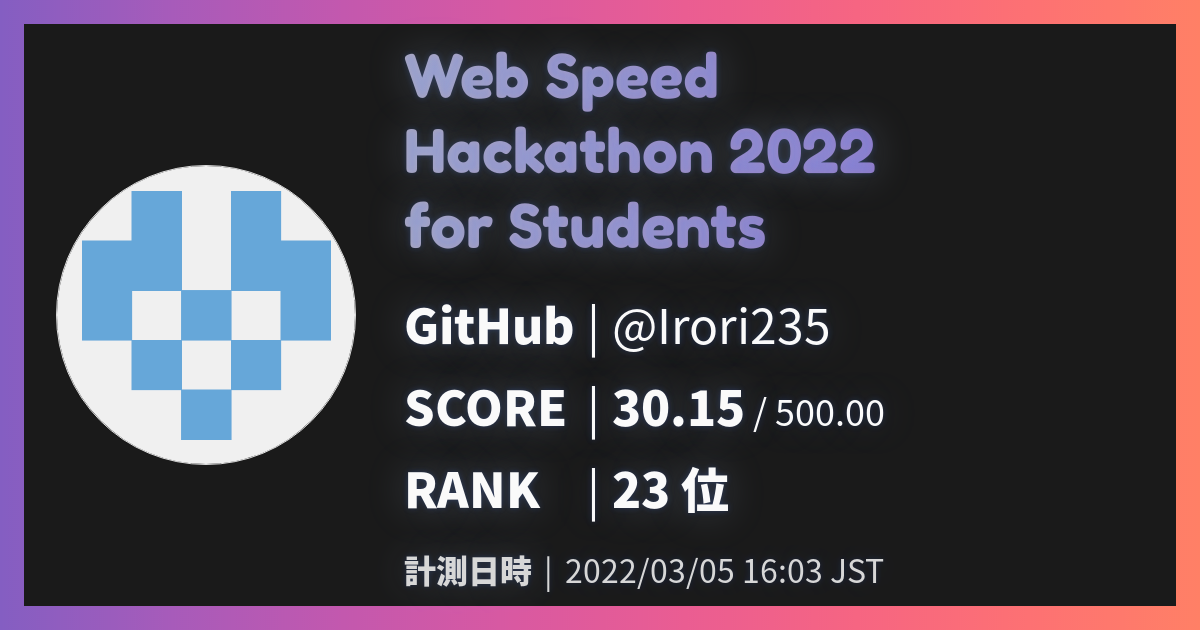 Web Speed
Hackathon 2022
for Students
GitHub | @Irori235
SCORE | 30.15 / 500.00
RANK | 23 位
計測日時 | 2022/03/05 16:03 JST